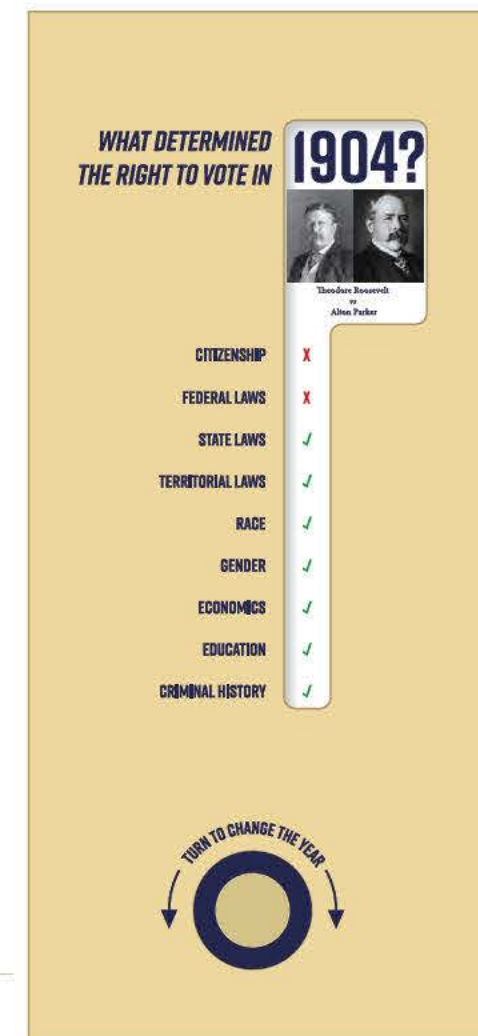 WHAT DETERMINED
THE RIGHT TO VOTE IN
1904?
Theodore Roosevelt
vs
Alton Parker
CITIZENSHIP X
FEDERAL LAWS X
STATE LAWS ✓
TERRITORIAL LAWS ✓
RACE ✓
GENDER ✓
ECONOMICS ✓
EDUCATION ✓
CRIMINAL HISTORY ✓
TURN TO CHANGE THE YEAR